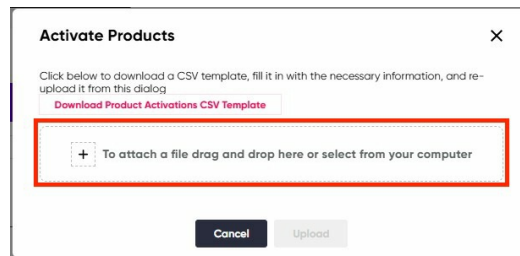 Activate Products
Click below to download a CSV template, fill it in with the necessary information, and re-
upload it from this dialog
Download Product Activations CSV Template
+ To attach a file drag and drop here or select from your computer
Cancel Upload